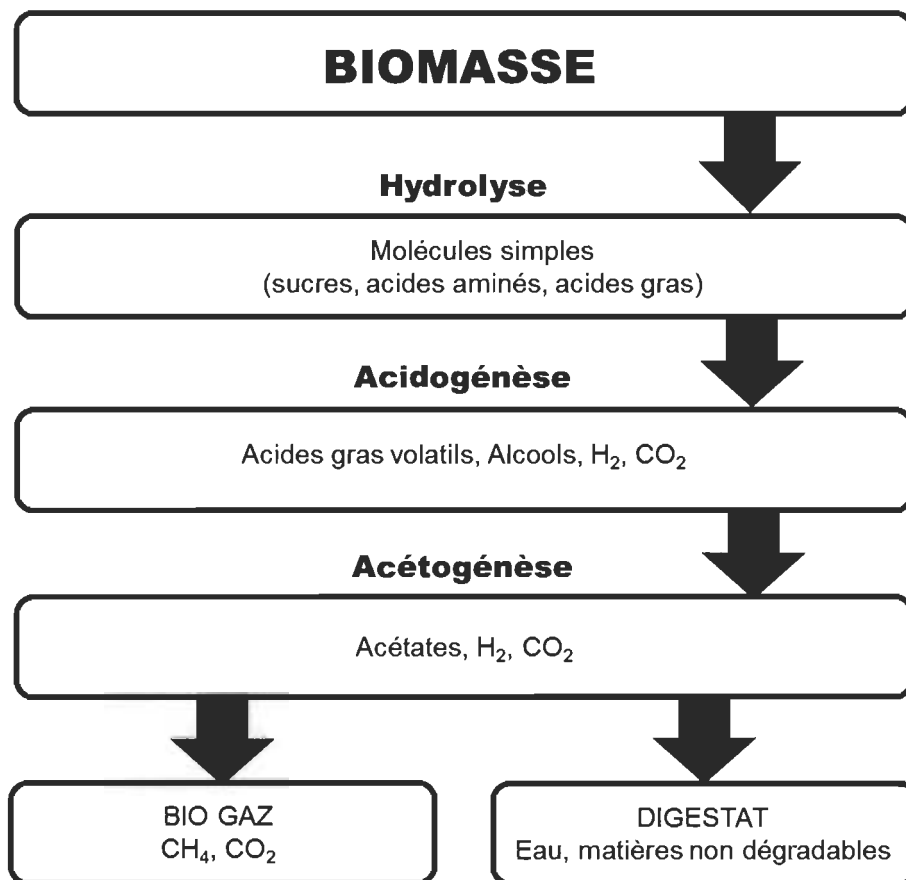 BIOMASSE
Hydrolyse
Molécules simples
(sucres, acides aminés, acides gras)
Acidogénèse
Acides gras volatils, Alcools, H₂, CO₂
Acétogénèse
Acétates, H₂, CO₂
BIO GAZ
CH₄, CO₂
DIGESTAT
Eau, matières non dégradables